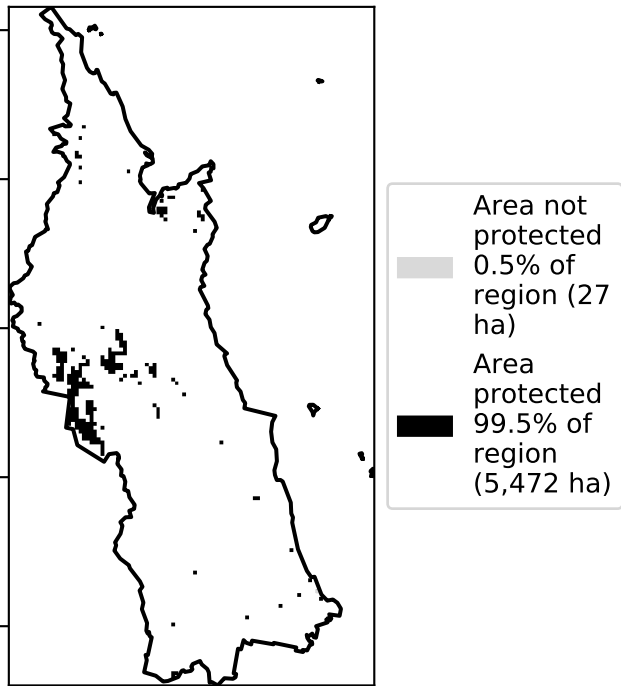 Area not
protected
0.5% of
region (27
ha)
Area
protected
99.5% of
region
(5,472 ha)